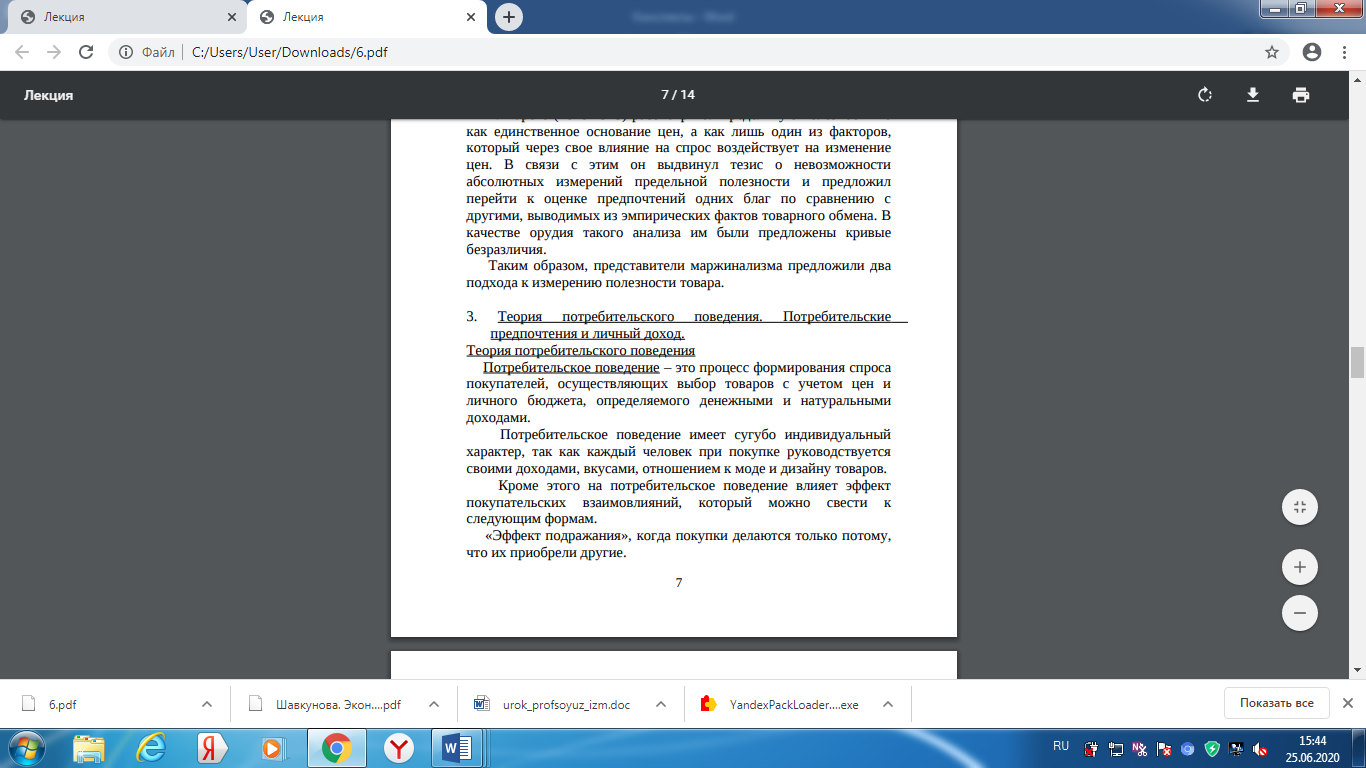 Лекция
Лекция
Файл
C:/Users/User/Downloads/6.pdf
Лекция
7 / 14
как единственное основание цен, а как лишь один из факторов,
который через свое влияние на спрос воздействует на изменение
цен. В связи с этим он выдвинул тезис о невозможности
абсолютных измерений предельной полезности и предложил
перейти к оценке предпочтений одних благ по сравнению с
другими, выводимых из эмпирических фактов товарного обмена. В
качестве орудия такого анализа им были предложены кривые
безразличия.
Таким образом, представители маржинализма предложили два
подхода к измерению полезности товара.
3. Теория потребительского поведения. Потребительские
предпочтения и личный доход.
Теория потребительского поведения
Потребительское поведение – это процесс формирования спроса
покупателей, осуществляющих выбор товаров с учетом цен и
личного бюджета, определяемого денежными и натуральными
доходами.
Потребительское поведение имеет сугубо индивидуальный
характер, так как каждый человек при покупке руководствуется
своими доходами, вкусами, отношением к моде и дизайну товаров.
Кроме этого на потребительское поведение влияет эффект
покупательских взаимовлияний, который можно свести к
следующим формам.
«Эффект подражания», когда покупки делаются только потому,
что их приобрели другие.
7
6.pdf
Шавкунова. Экон....pdf
urok_profsoyuz_izm.doc
YandexPackLoader....exe
Показать все
RU
15:44
25.06.2020